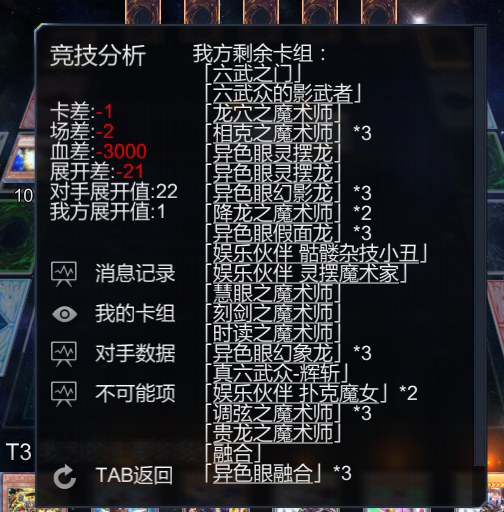 竞技分析
卡差:-1
场差:-2
血差:-3000
展开差:-21
对手展开值:22
我方展开值:1
消息记录
我的卡组
对手数据
不可能项
TAB返回
我方剩余卡组：
「六武之门」
「六武众的影武者」
「龙穴之魔术师」
「相克之魔术师」*3
「异色眼灵摆龙」
「异色眼灵摆龙」
「异色眼幻影龙」*3
「降龙之魔术师」*2
「异色眼假面龙」*3
「娱乐伙伴 骷髅杂技小丑」
「娱乐伙伴 灵摆魔术家」
「慧眼之魔术师」
「刻剑之魔术师」
「时读之魔术师」
「异色眼幻象龙」*3
「真六武众-辉斩」
「娱乐伙伴 扑克魔女」*2
「调弦之魔术师」*3
「贵龙之魔术师」
「融合」
「异色眼融合」*3
10
T3